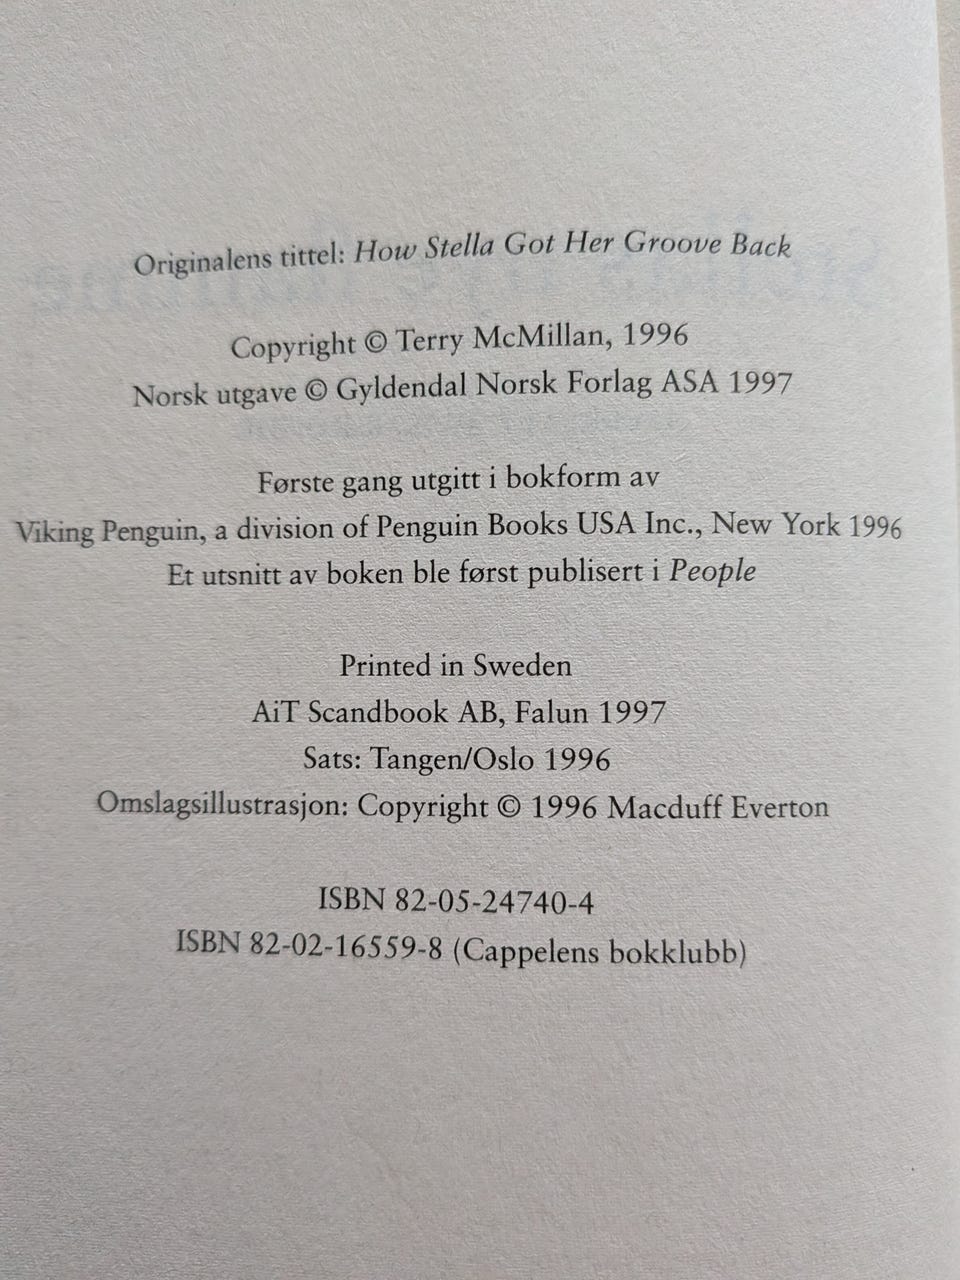 Originalens tittel: How Stella Got Her Groove Back
Copyright © Terry McMillan, 1996
Norsk utgave © Gyldendal Norsk Forlag ASA 1997
Første gang utgitt i bokform av
Viking Penguin, a division of Penguin Books USA Inc., New York 1996
Et utsnitt av boken ble først publisert i People
Printed in Sweden
AiT Scandbook AB, Falun 1997
Sats: Tangen/Oslo 1996
Omslagsillustrasjon: Copyright © 1996 Macduff Everton
ISBN 82-05-24740-4
ISBN 82-02-16559-8 (Cappelens bokklubb)